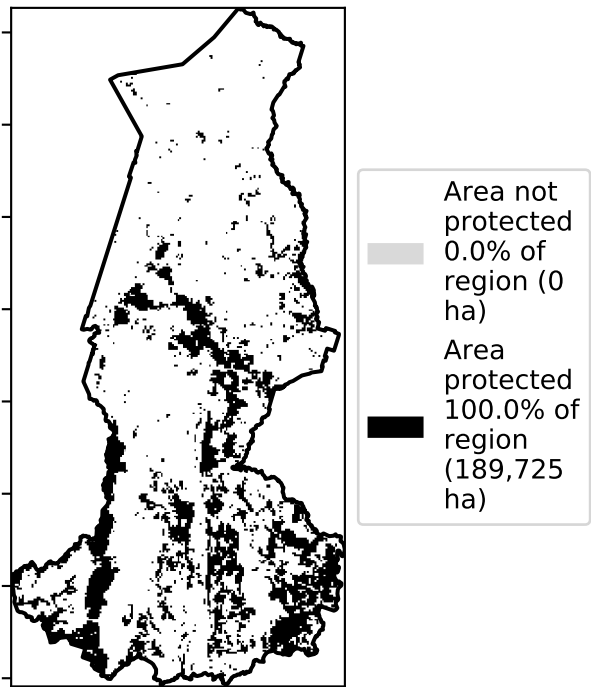 Area not
protected
0.0% of
region (0
ha)
Area
protected
100.0% of
region
(189,725
ha)